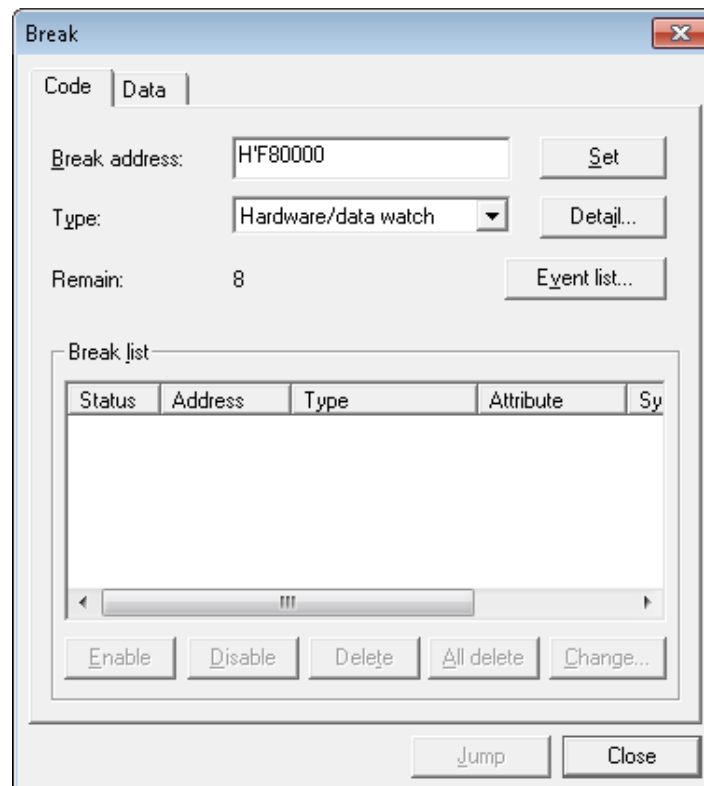 Break
Code Data
Break address: H'F80000 Set
Type: Hardware/data watch Detail...
Remain: 8 Event list...
Break list
Status Address Type Attribute Sy
Enable Disable Delete All delete Change...
Jump Close